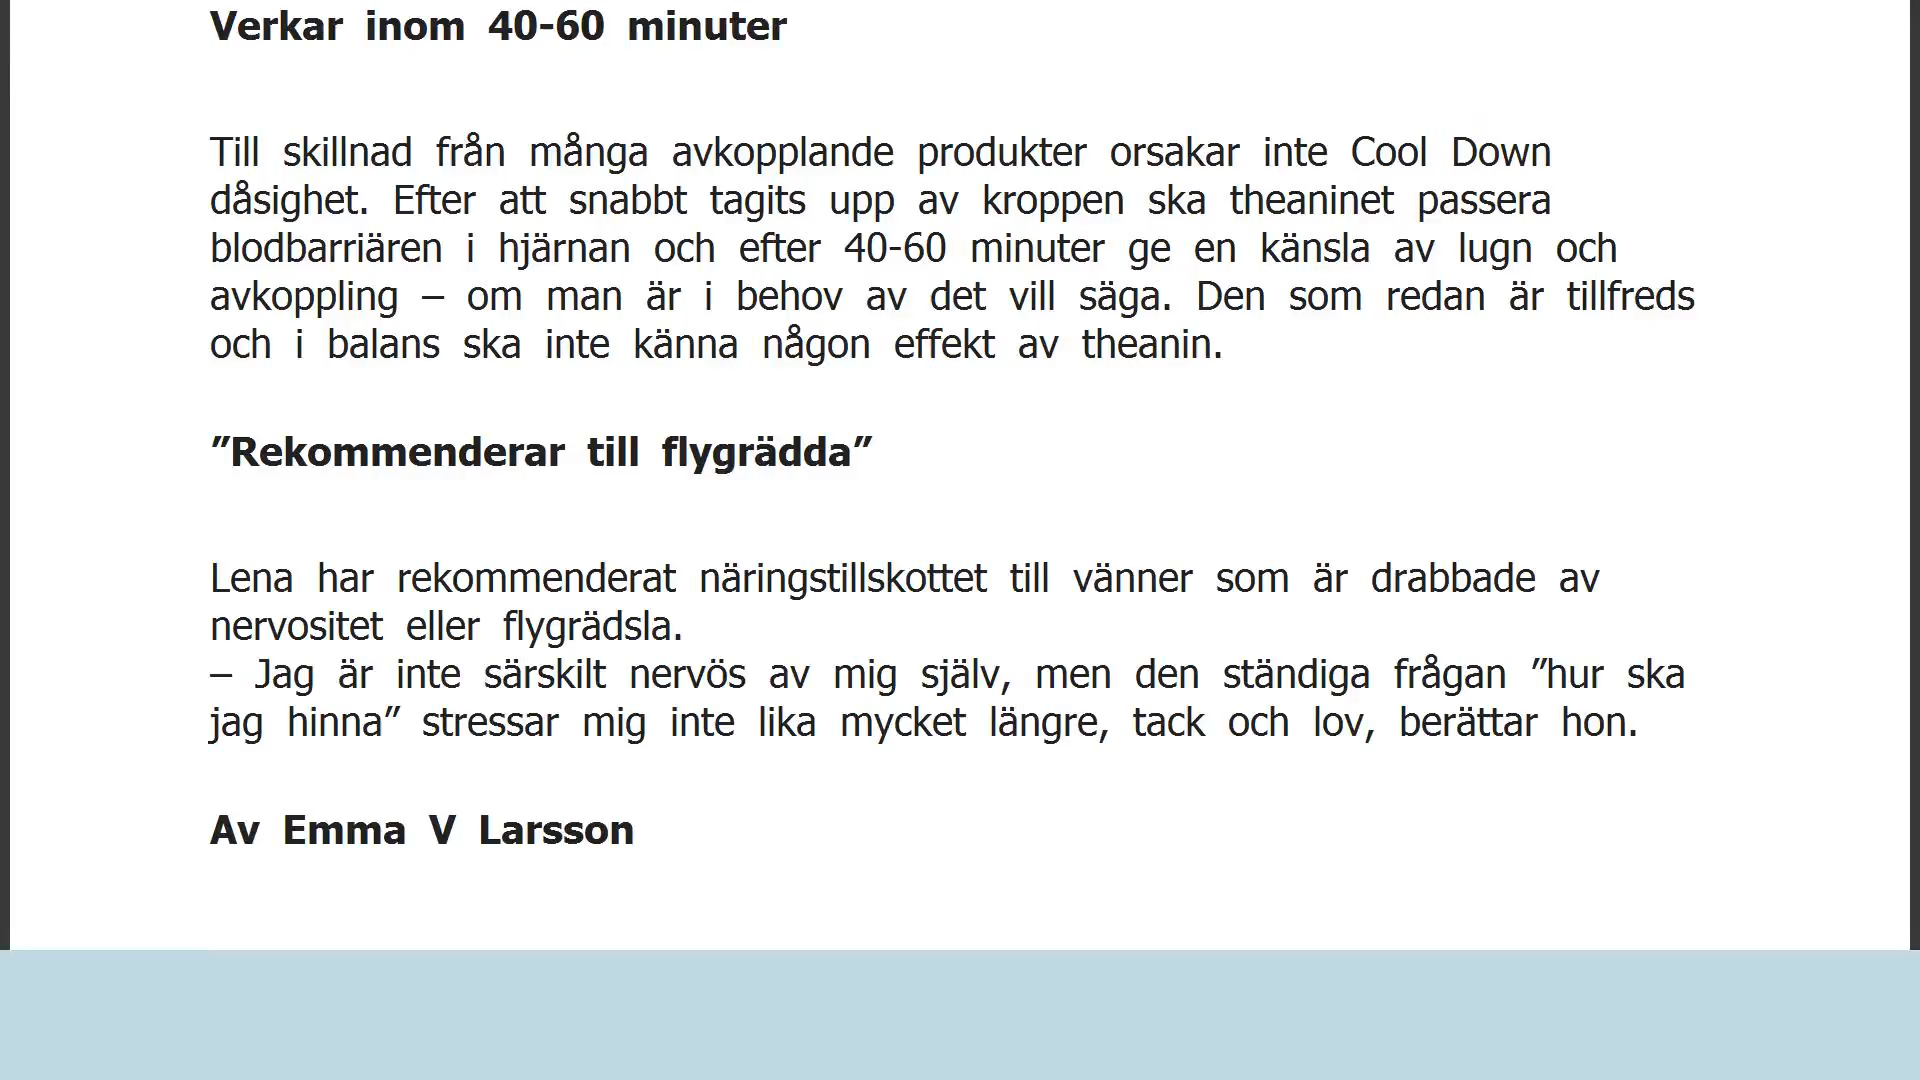 Verkar inom 40-60 minuter
Till skillnad från många avkopplande produkter orsakar inte Cool Down
dåsighet. Efter att snabbt tagits upp av kroppen ska theaninet passera
blodbarriären i hjärnan och efter 40-60 minuter ge en känsla av lugn och
avkoppling – om man är i behov av det vill säga. Den som redan är tillfreds
och i balans ska inte känna någon effekt av theanin.
”Rekommenderar till flygrädda”
Lena har rekommenderat näringstillskottet till vänner som är drabbade av
nervositet eller flygrädsla.
– Jag är inte särskilt nervös av mig själv, men den ständiga frågan ”hur ska
jag hinna” stressar mig inte lika mycket längre, tack och lov, berättar hon.
Av Emma V Larsson